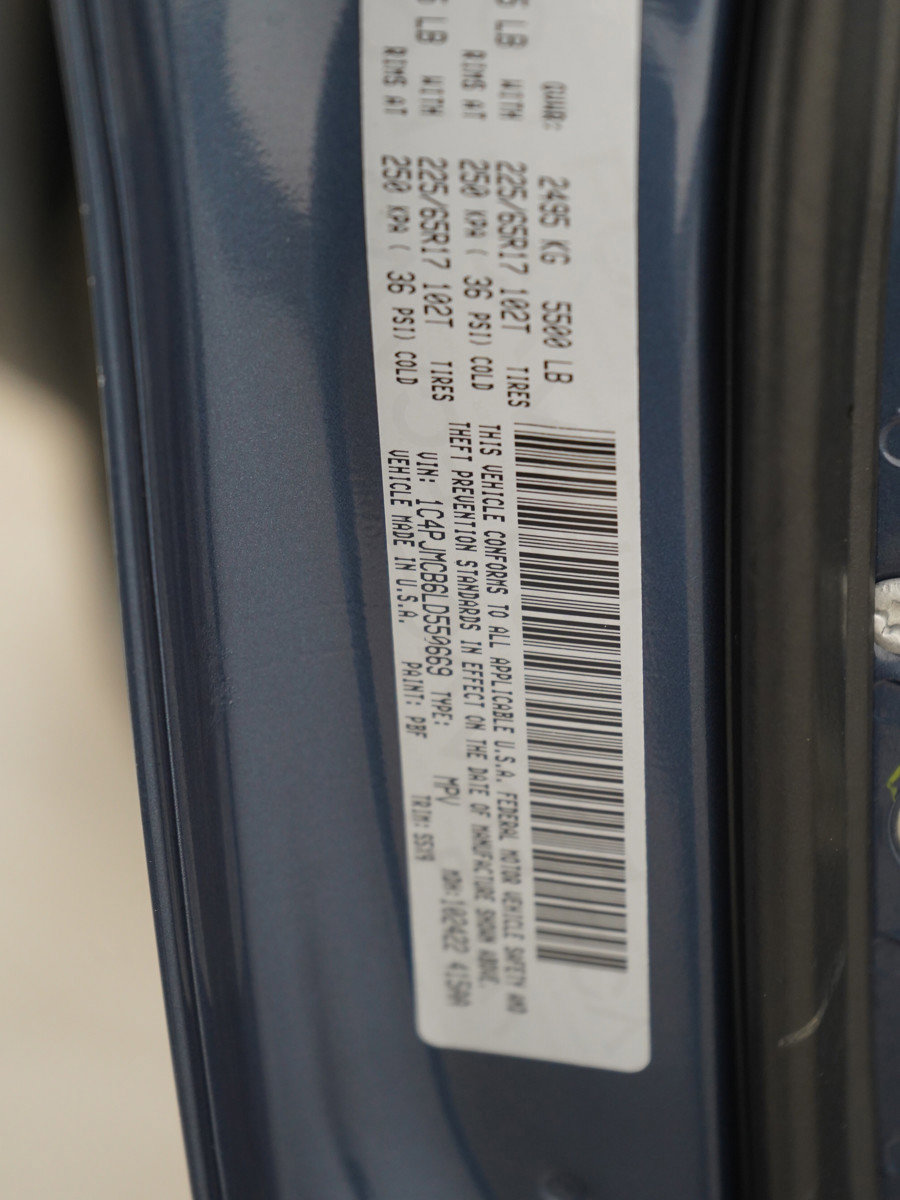 GVWR: 2495 KG 5500 LB
LB WITH 225/65R17 102T TIRES
RIMS AT 250 KPA ( 36 PSI) COLD
LB WITH 225/65R17 102T TIRES
RIMS AT 250 KPA ( 36 PSI) COLD
THIS VEHICLE CONFORMS TO ALL APPLICABLE U.S.A. FEDERAL MOTOR VEHICLE SAFETY AND
THEFT PREVENTION STANDARDS IN EFFECT ON THE DATE OF MANUFACTURE SHOWN ABOVE.
VIN: 1C4PJMCB6LD550669 TYPE: MPV MDH:102422 415AA
VEHICLE MADE IN U.S.A. PAINT: PBF TRIM: